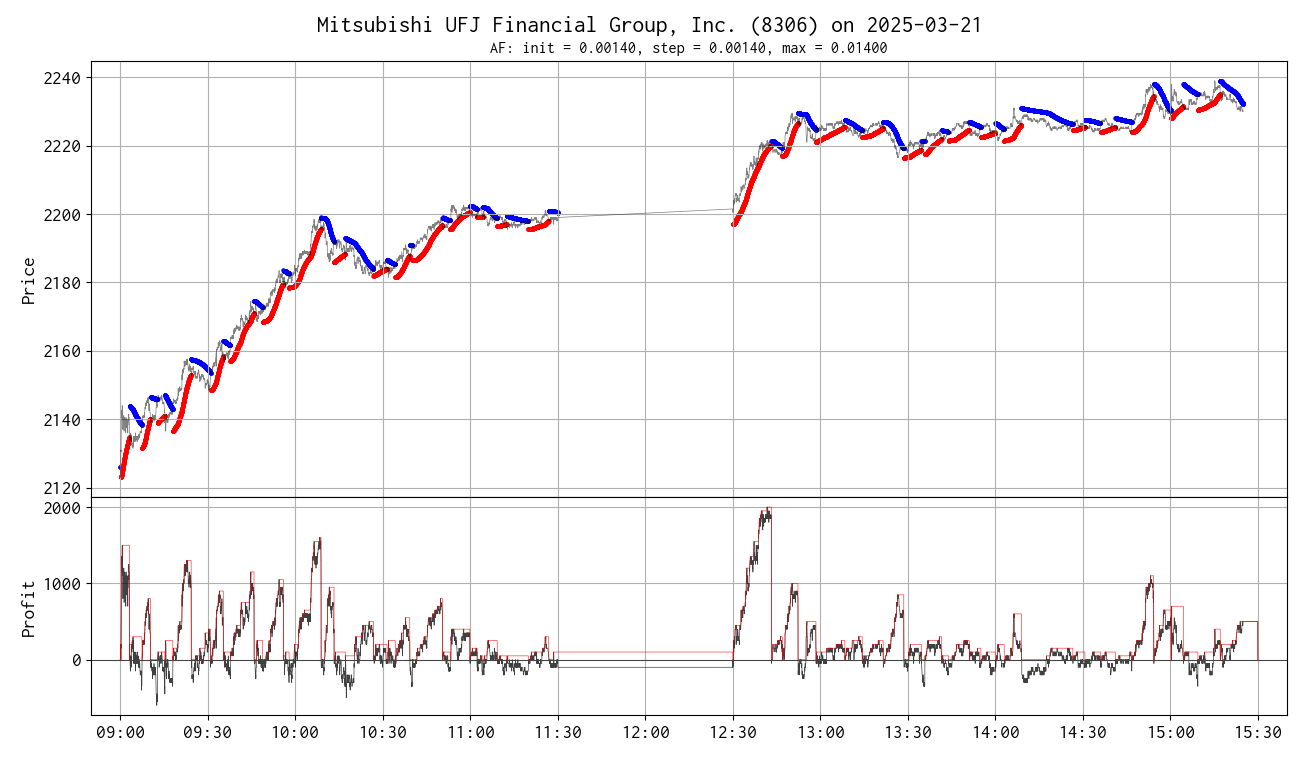 Mitsubishi UFJ Financial Group, Inc. (8306) on 2025-03-21
AF: init = 0.00140, step = 0.00140, max = 0.01400
Price
2240
2220
2200
2180
2160
2140
2120
Profit
2000
1000
0
09:00 09:30 10:00 10:30 11:00 11:30 12:00 12:30 13:00 13:30 14:00 14:30 15:00 15:30